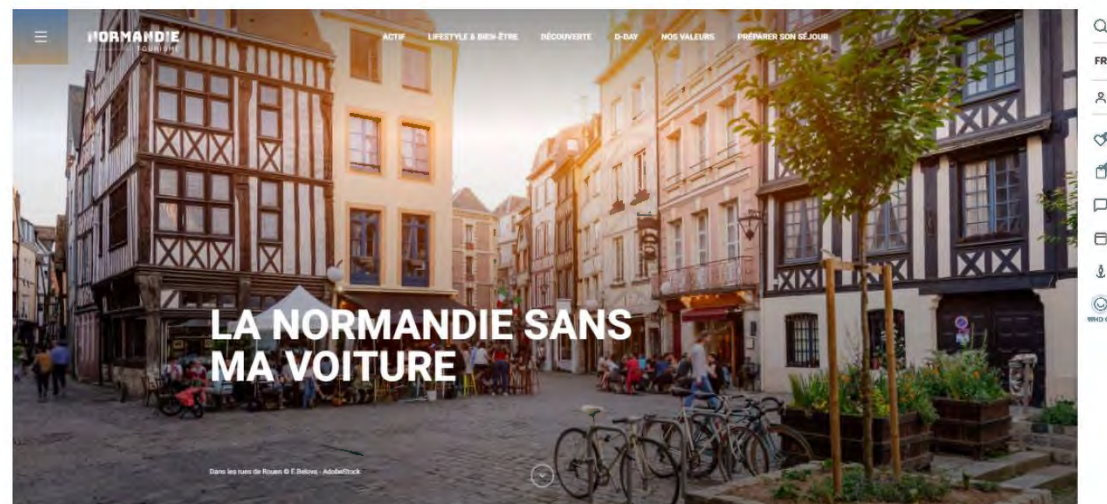 NORMANDIE
TOURISME
ACTIF
LIFESTYLE & BIEN-ÊTRE
DÉCOUVERTE
D-DAY
NOS VALEURS
PRÉPARER SON SÉJOUR
FR
LA NORMANDIE SANS
MA VOITURE
Dans les rues de Rouen © E.Belova - AdobeStock